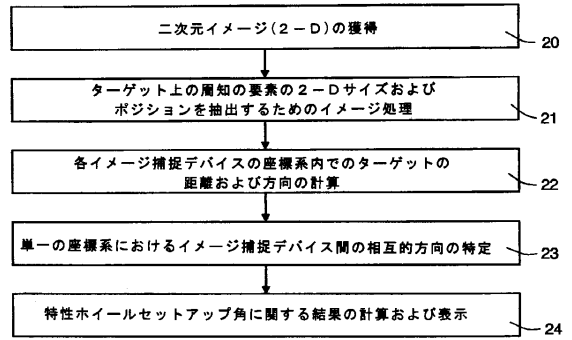 二次元イメージ(2-D)の獲得
20
ターゲット上の周知の要素の2-Dサイズおよび
ポジションを抽出するためのイメージ処理
21
各イメージ捕捉デバイスの座標系内でのターゲットの
距離および方向の計算
22
単一の座標系におけるイメージ捕捉デバイス間の相互的方向の特定
23
特性ホイールセットアップ角に関する結果の計算および表示
24